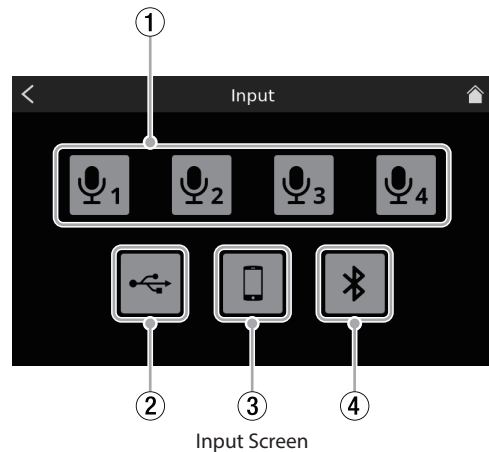 ①
Input
1 2 3 4
② ③ ④
Input Screen